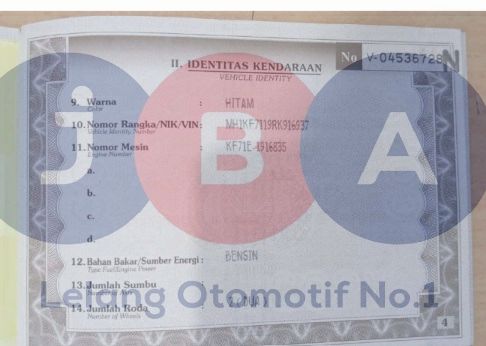 II. IDENTITAS KENDARAAN
VEHICLE IDENTITY
No V-04536728 N
9. Warna : HITAM
Color
10. Nomor Rangka/NIK/VIN : MH1KF7119RK916937
Vehicle Identity Number
11. Nomor Mesin : KF71E-1916835
Engine Number
a.
b.
c.
d.
12. Bahan Bakar/Sumber Energi : BENSIN
Type Fuel/Engine Power
13. Jumlah Sumbu :
14. Jumlah Roda :
Number of Wheels
4
j B A
Lelang Otomotif No.1